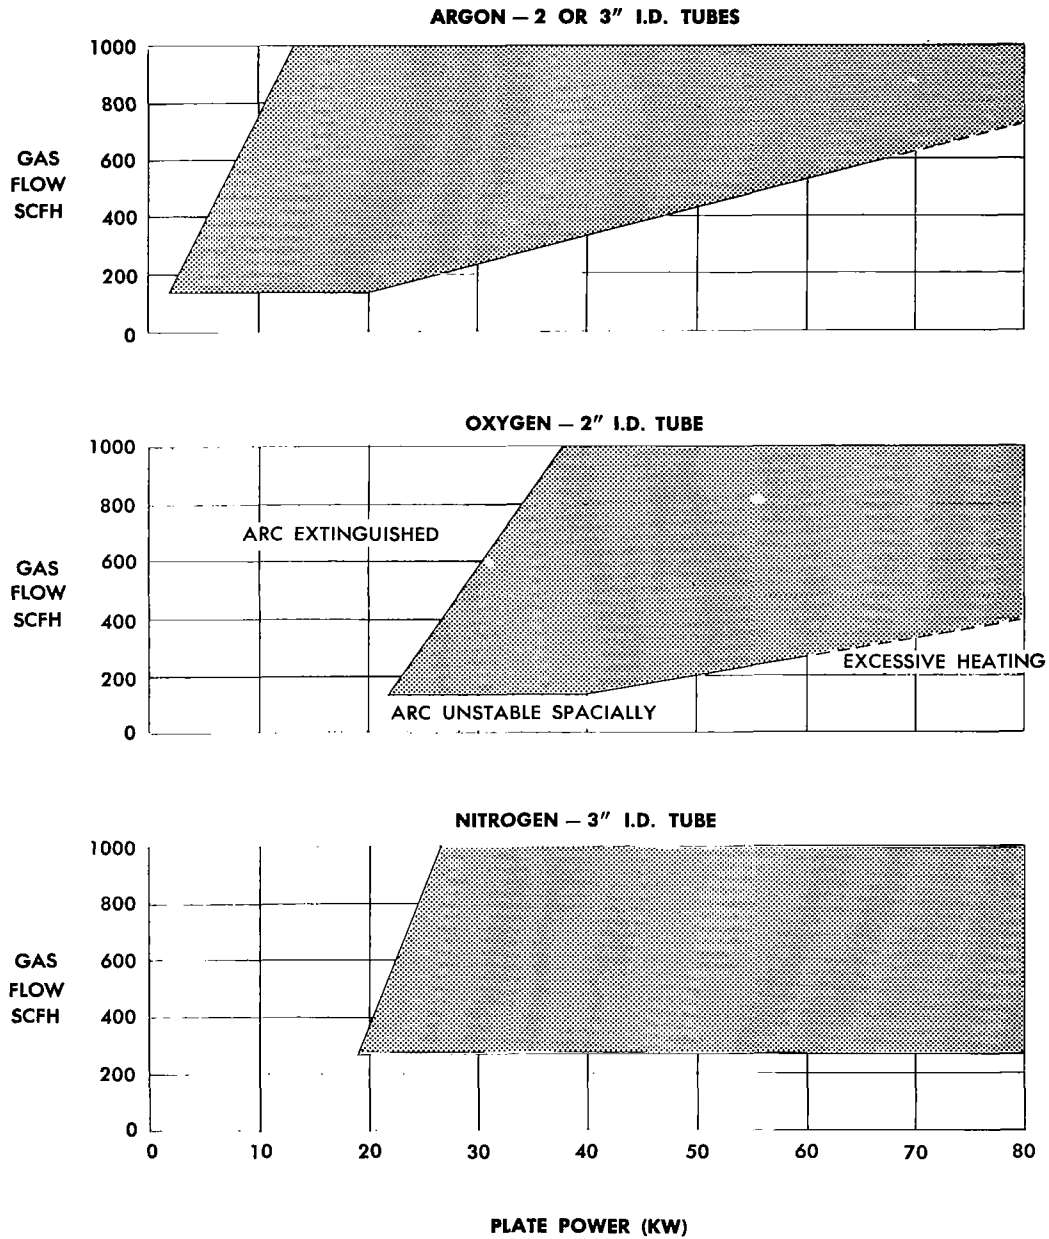 ARGON — 2 OR 3" I.D. TUBES
1000
800
600
400
200
0
GAS
FLOW
SCFH
OXYGEN — 2" I.D. TUBE
1000
800
600
400
200
0
GAS
FLOW
SCFH
ARC EXTINGUISHED
EXCESSIVE HEATING
ARC UNSTABLE SPACIALLY
NITROGEN — 3" I.D. TUBE
1000
800
600
400
200
0
GAS
FLOW
SCFH
0 10 20 30 40 50 60 70 80
PLATE POWER (KW)